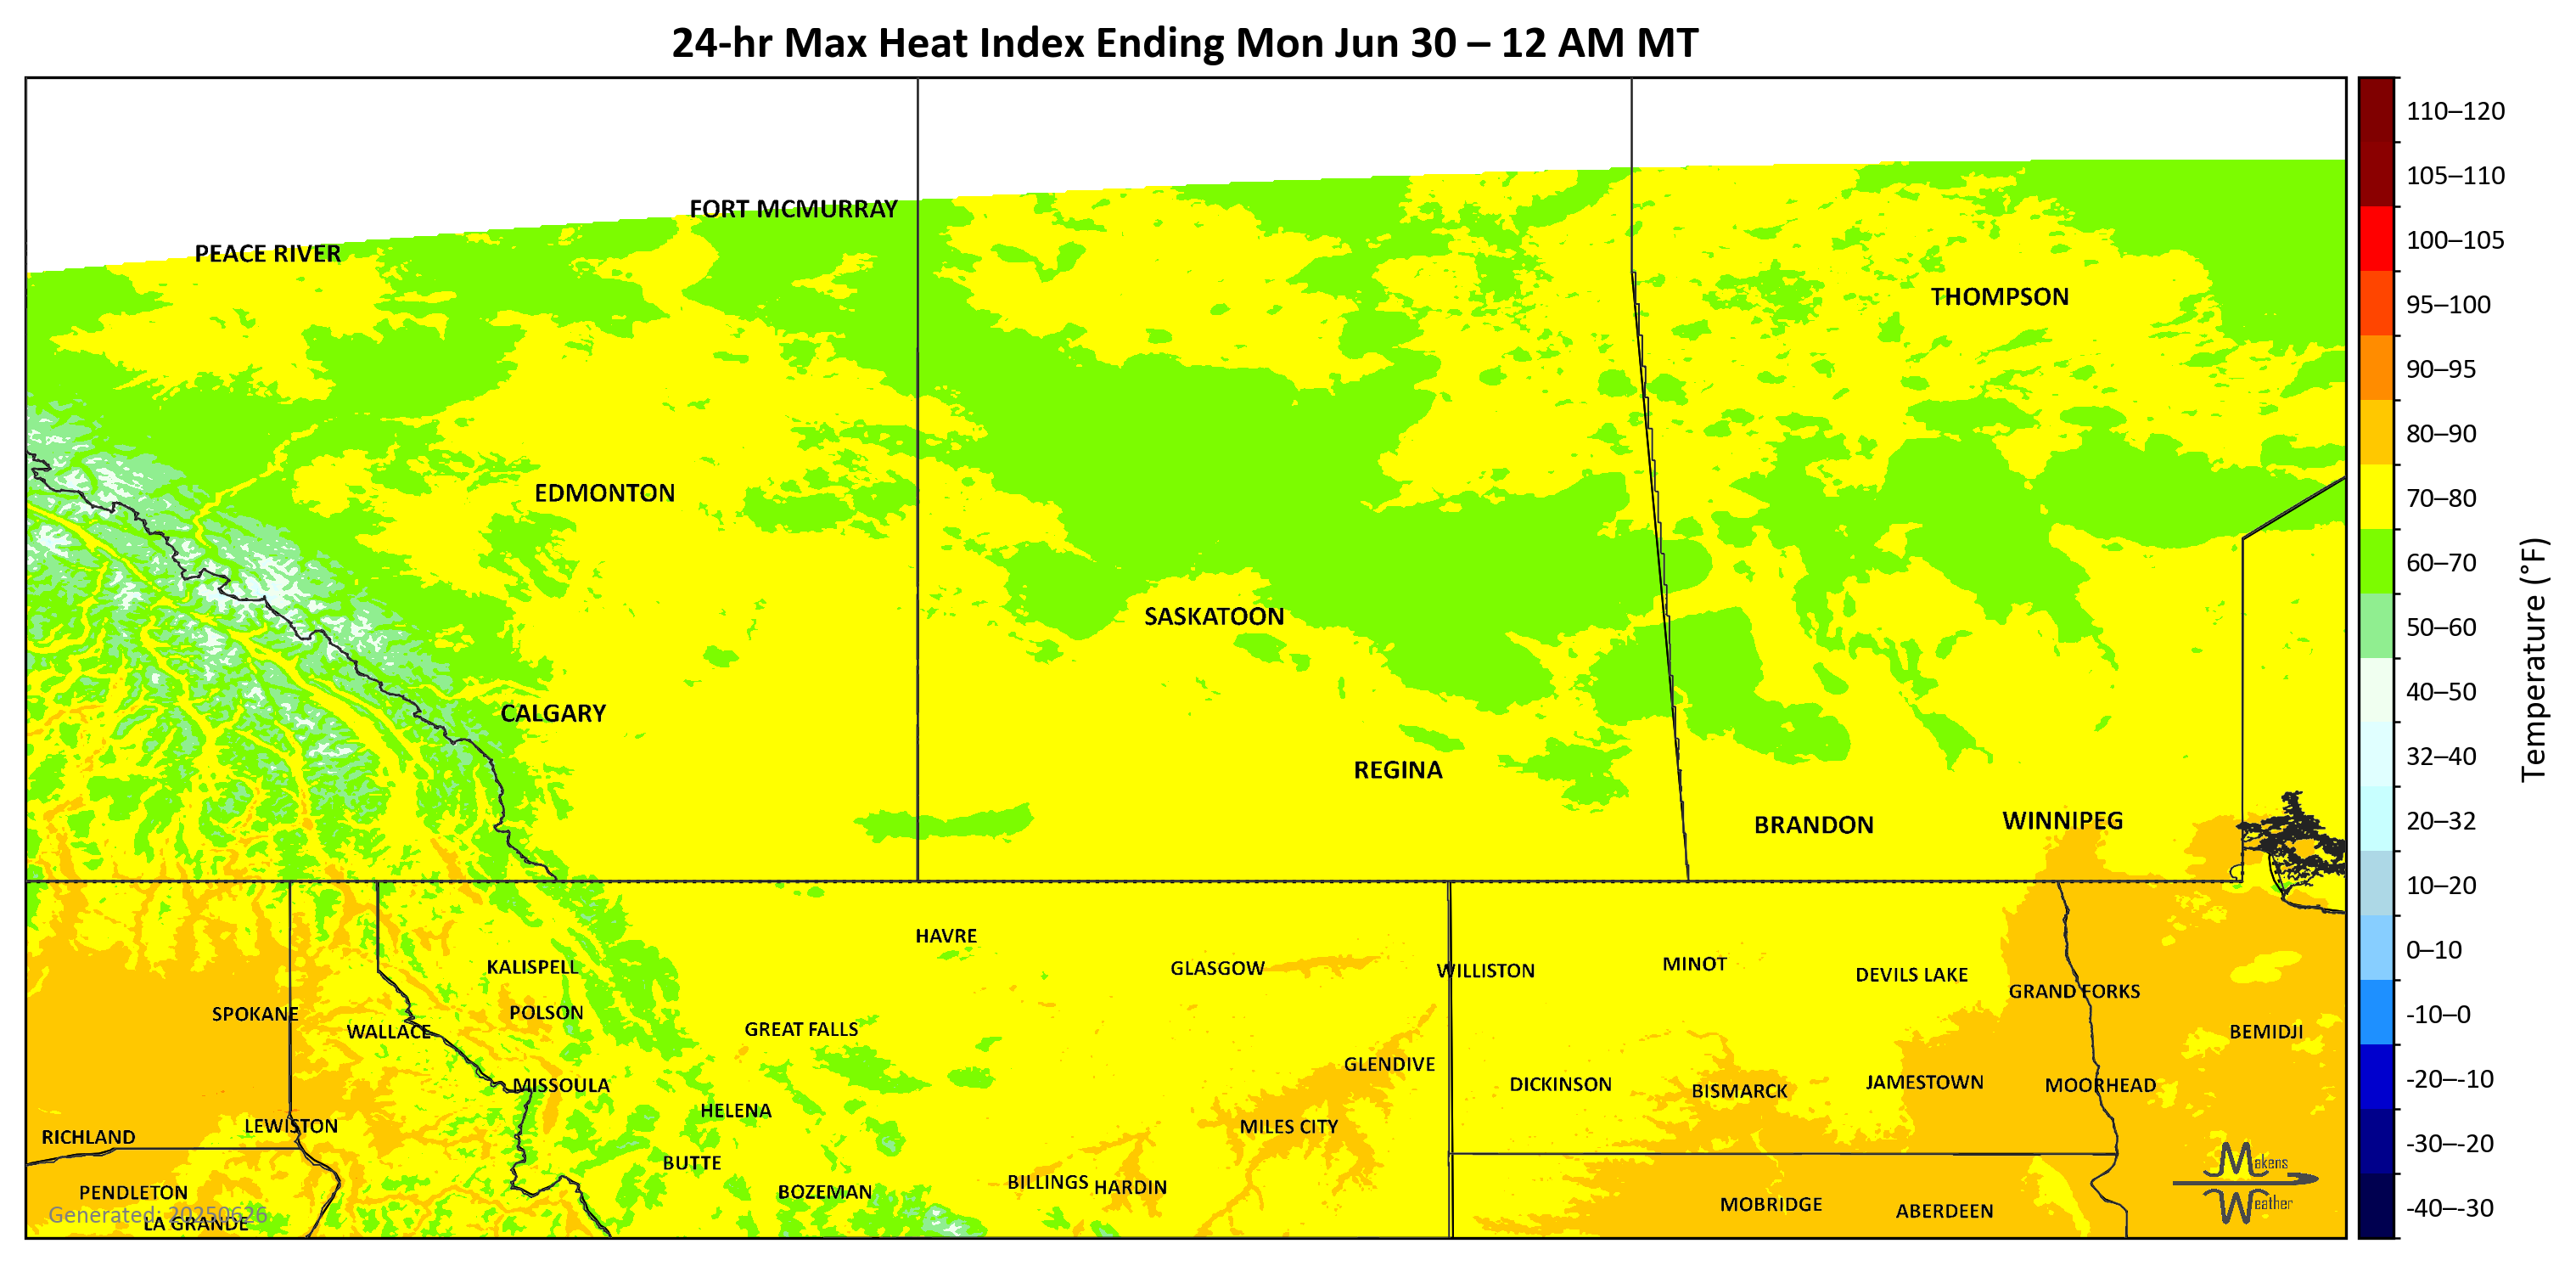 24-hr Max Heat Index Ending Mon Jun 30 – 12 AM MT
110–120
105–110
100–105
95–100
90–95
80–90
70–80
60–70
50–60
40–50
32–40
20–32
10–20
0–10
-10–0
-20–-10
-30–-20
-40–-30
Temperature (°F)
FORT MCMURRAY
PEACE RIVER
THOMPSON
EDMONTON
SASKATOON
CALGARY
REGINA
BRANDON
WINNIPEG
HAVRE
GLASGOW
WILLISTON
MINOT
DEVILS LAKE
KALISPELL
GRAND FORKS
SPOKANE
POLSON
WALLACE
GREAT FALLS
BEMIDJI
GLENDIVE
MISSOULA
DICKINSON
BISMARCK
JAMESTOWN
MOORHEAD
HELENA
LEWISTON
MILES CITY
RICHLAND
BUTTE
BILLINGS
HARDIN
PENDLETON
BOZEMAN
MOBRIDGE
ABERDEEN
Generated: 20250626
LA GRANDE
Makens
Weather